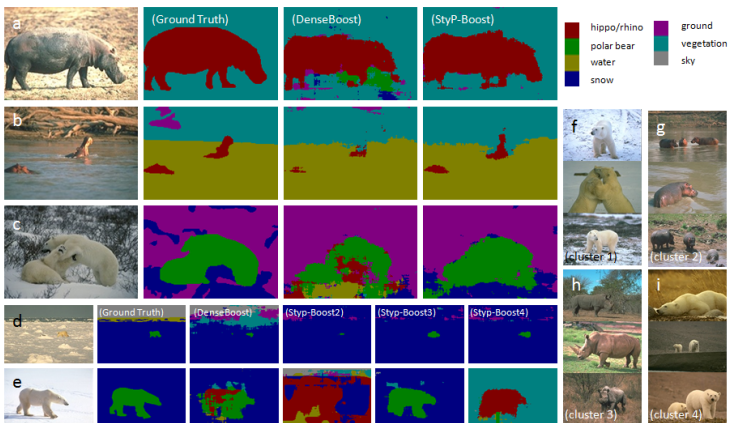 a
(Ground Truth)
(DenseBoost)
(StyP-Boost)
hippo/rhino
polar bear
water
snow
ground
vegetation
sky
b
c
d
(Ground Truth)
(DenseBoost)
(Styp-Boost2)
(Styp-Boost3)
(Styp-Boost4)
e
f
(cluster 1)
g
(cluster 2)
h
(cluster 3)
i
(cluster 4)